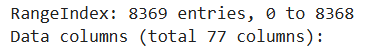 RangeIndex: 8369 entries, 0 to 8368
Data columns (total 77 columns):